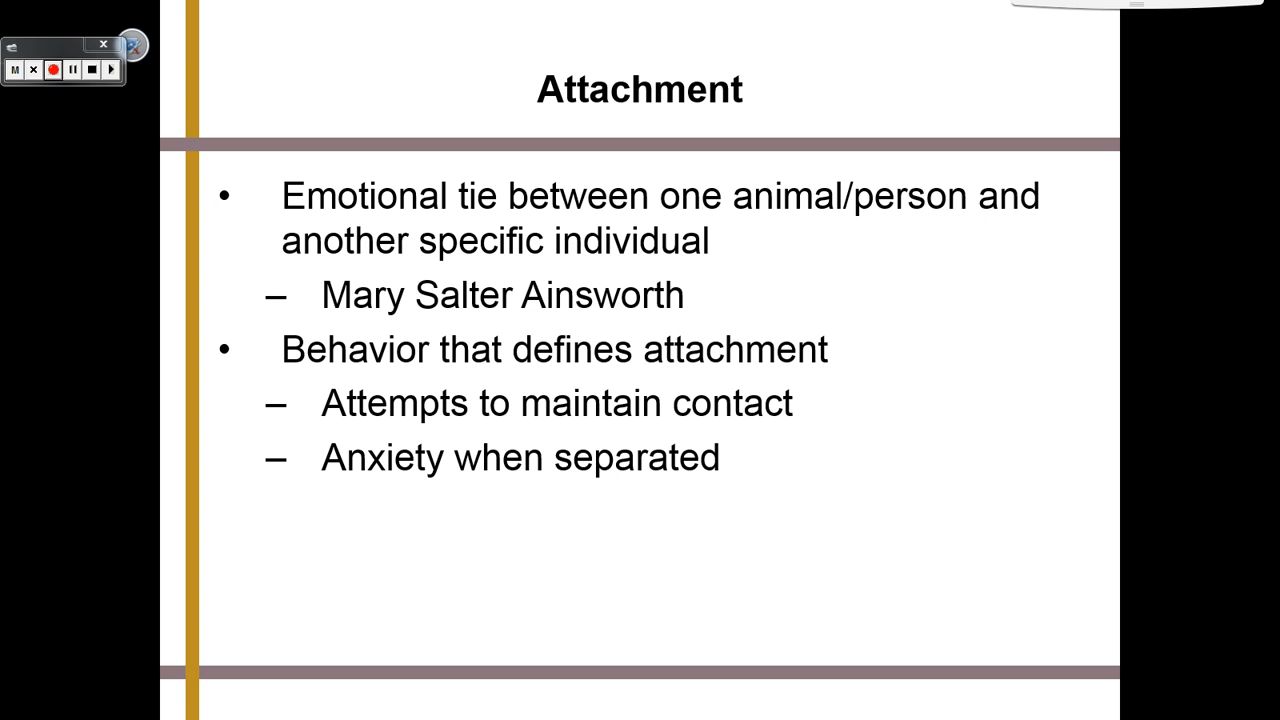 M
Attachment
• Emotional tie between one animal/person and
another specific individual
– Mary Salter Ainsworth
• Behavior that defines attachment
– Attempts to maintain contact
– Anxiety when separated